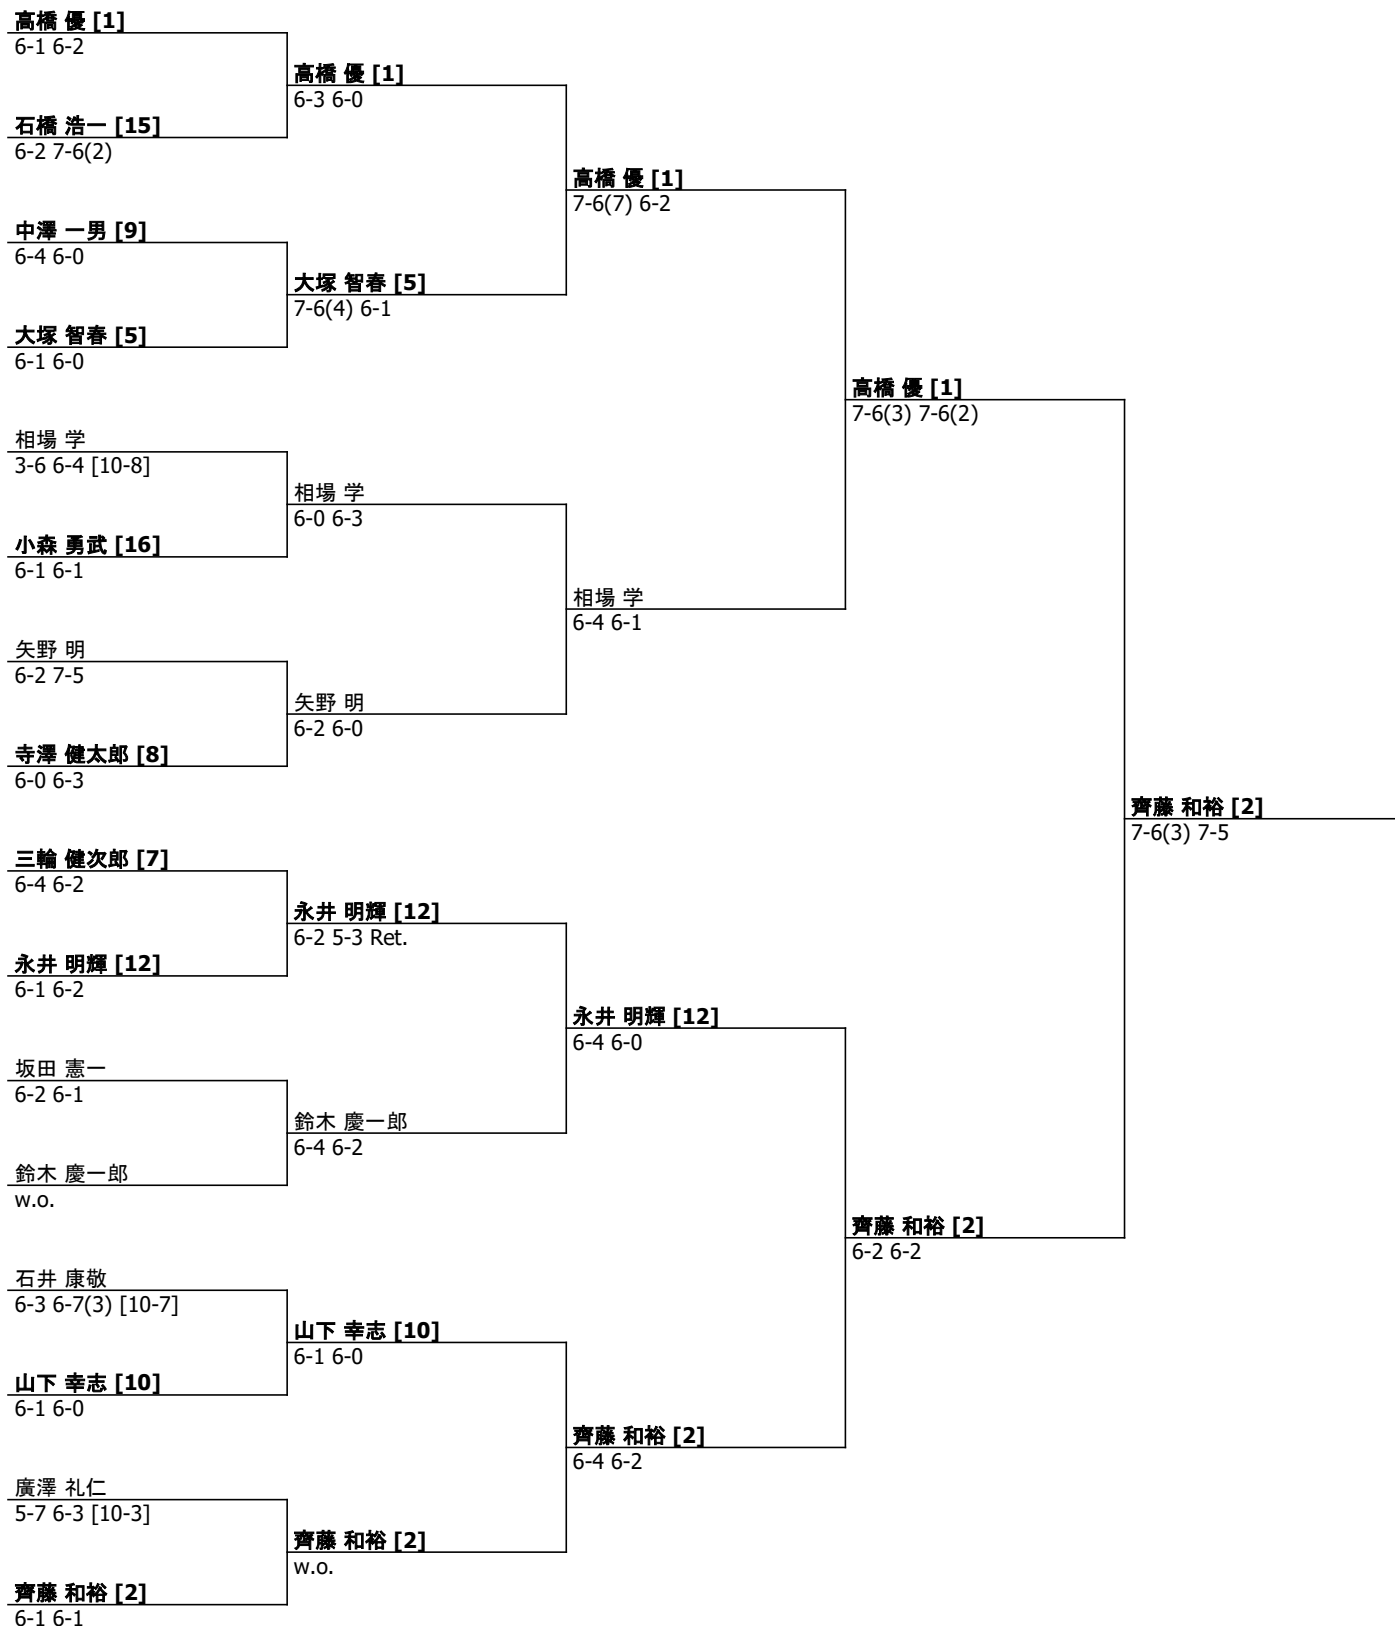 高橋 優 [1]
6-1 6-2
高橋 優 [1]
6-3 6-0
石橋 浩一 [15]
6-2 7-6(2)
高橋 優 [1]
7-6(7) 6-2
中澤 一男 [9]
6-4 6-0
大塚 智春 [5]
7-6(4) 6-1
大塚 智春 [5]
6-1 6-0
高橋 優 [1]
7-6(3) 7-6(2)
相場 学
3-6 6-4 [10-8]
相場 学
6-0 6-3
小森 勇武 [16]
6-1 6-1
相場 学
6-4 6-1
矢野 明
6-2 7-5
矢野 明
6-2 6-0
寺澤 健太郎 [8]
6-0 6-3
齊藤 和裕 [2]
7-6(3) 7-5
三輪 健次郎 [7]
6-4 6-2
永井 明輝 [12]
6-2 5-3 Ret.
永井 明輝 [12]
6-1 6-2
永井 明輝 [12]
6-4 6-0
坂田 憲一
6-2 6-1
鈴木 慶一郎
6-4 6-2
鈴木 慶一郎
w.o.
齊藤 和裕 [2]
6-2 6-2
石井 康敬
6-3 6-7(3) [10-7]
山下 幸志 [10]
6-1 6-0
山下 幸志 [10]
6-1 6-0
齊藤 和裕 [2]
6-4 6-2
廣澤 礼仁
5-7 6-3 [10-3]
齊藤 和裕 [2]
w.o.
齊藤 和裕 [2]
6-1 6-1